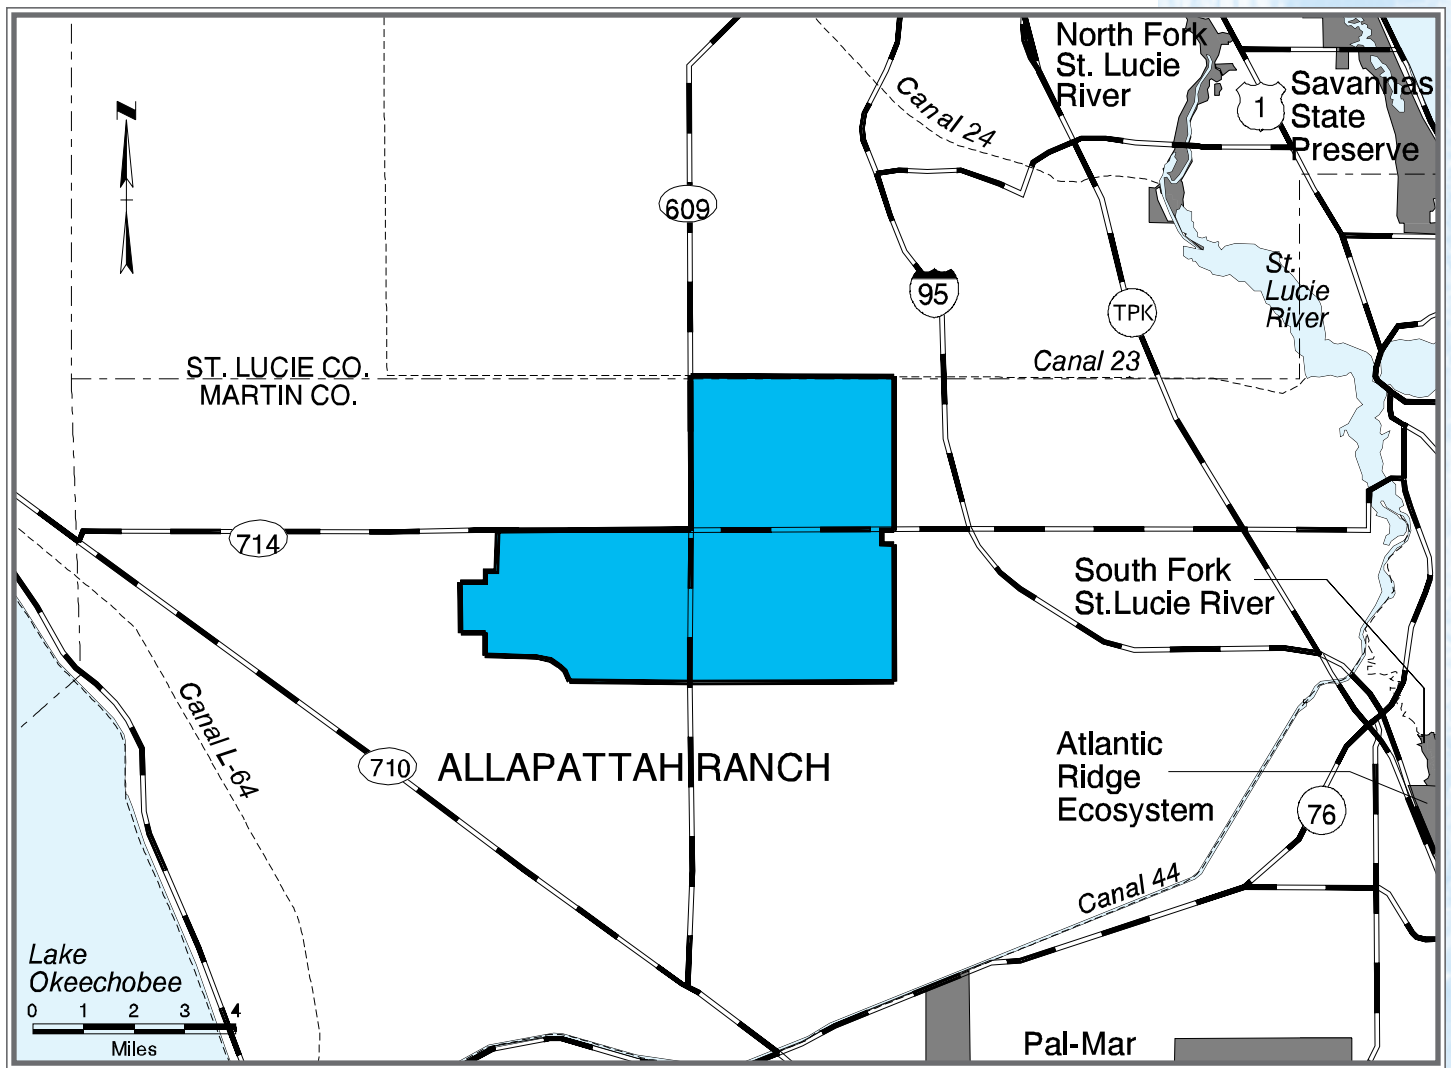 North Fork
St. Lucie
River
1
Savannas
State
Preserve
Canal 24
609
95
TPK
St.
Lucie
River
Canal 23
ST. LUCIE CO.
MARTIN CO.
714
South Fork
St.Lucie River
Canal L-64
710
ALLAPATTAH RANCH
Atlantic
Ridge
Ecosystem
76
Canal 44
Lake
Okeechobee
0 1 2 3 4
Miles
Pal-Mar